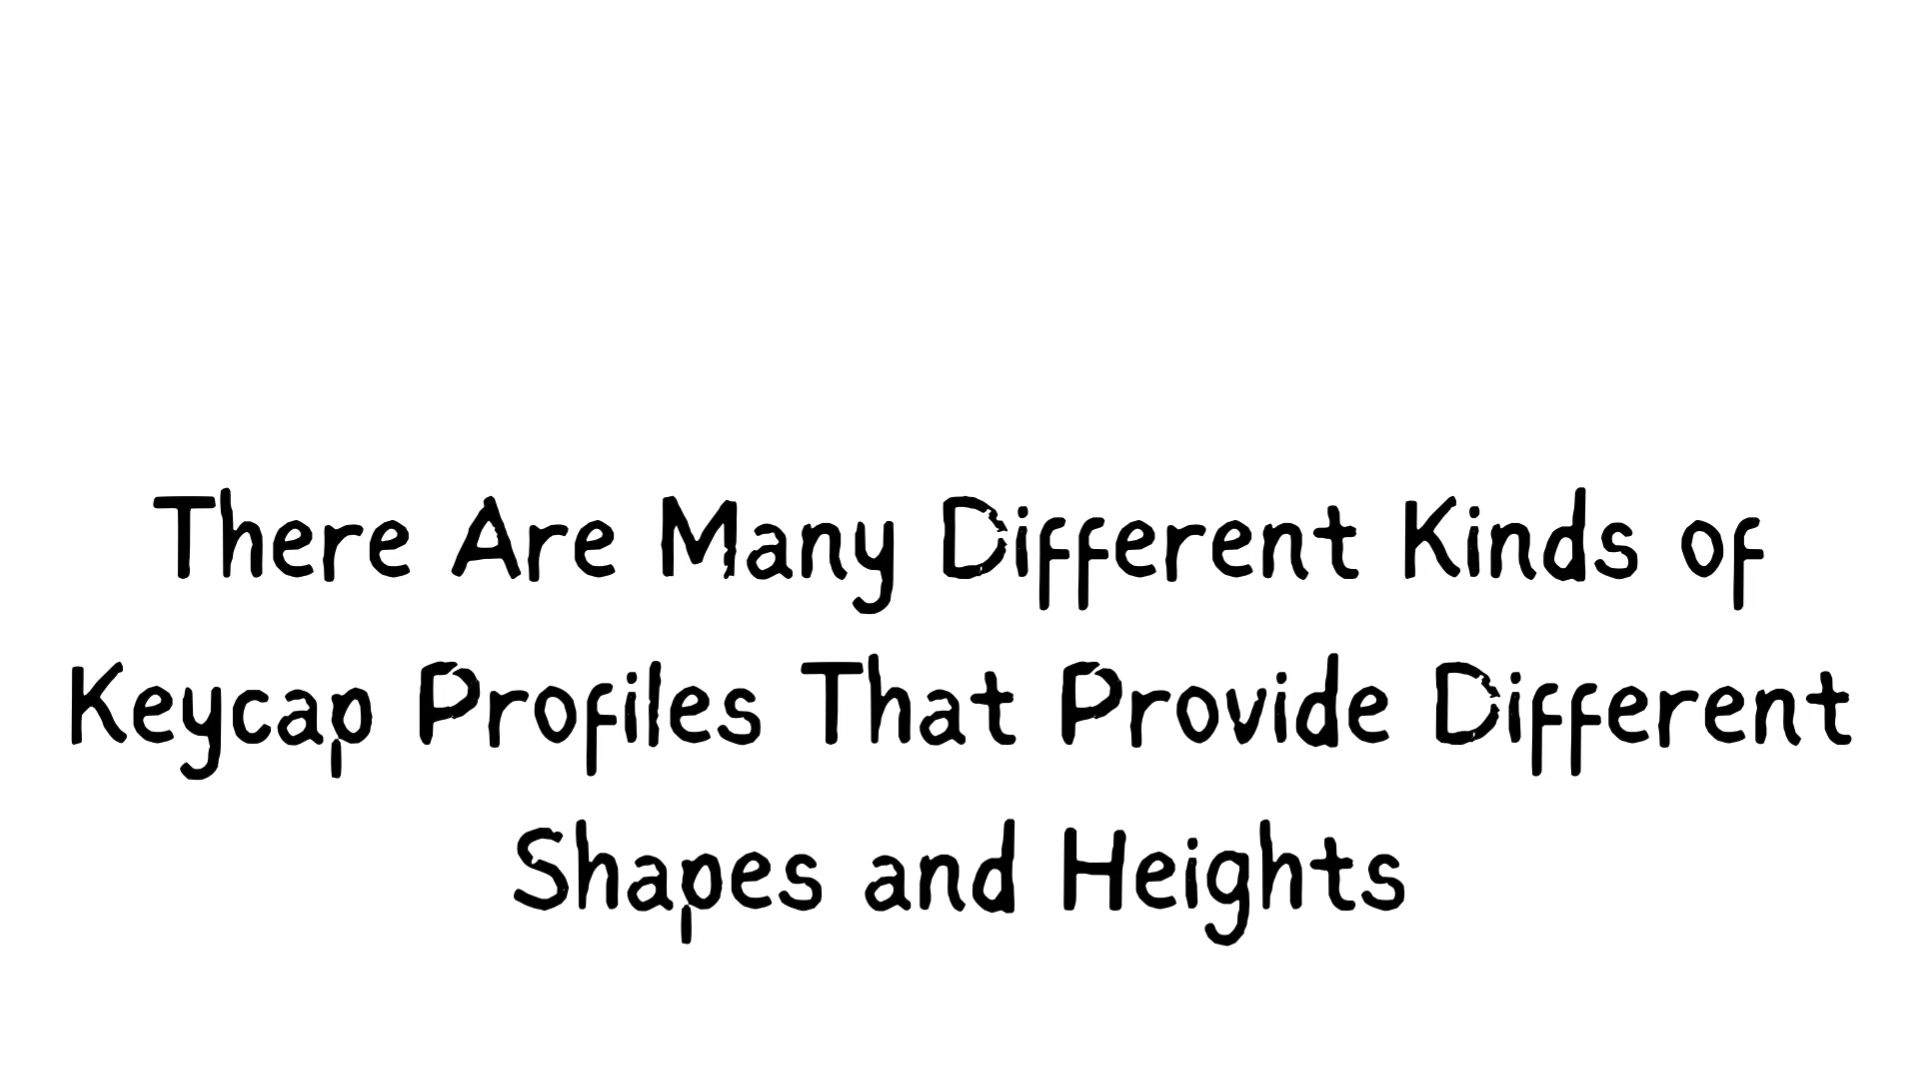 There Are Many Different Kinds of
Keycap Profiles That Provide Different
Shapes and Heights